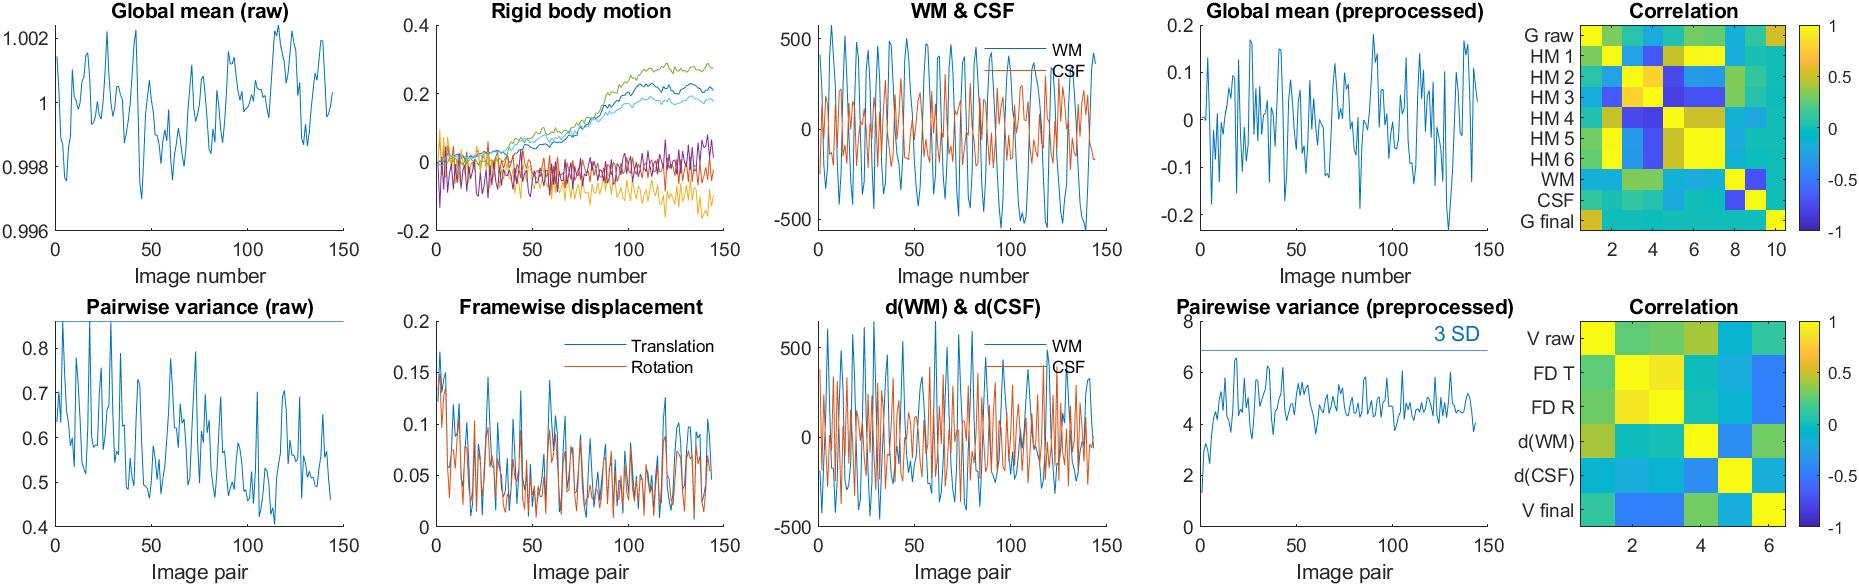 Global mean (raw)
1.002
1
0.998
0.996
0
50
100
150
Image number
Rigid body motion
0.4
0.2
0
-0.2
0
50
100
150
Image number
WM & CSF
500
0
-500
WM
CSF
0
50
100
150
Image number
Global mean (preprocessed)
0.2
0.1
0
-0.1
-0.2
0
50
100
150
Image number
Correlation
G raw
HM 1
HM 2
HM 3
HM 4
HM 5
HM 6
WM
CSF
G final
2
4
6
8
10
1
0.5
0
-0.5
-1
Pairwise variance (raw)
0.8
0.7
0.6
0.5
0.4
0
50
100
150
Image pair
Framewise displacement
0.2
0.15
0.1
0.05
0
Translation
Rotation
0
50
100
150
Image pair
d(WM) & d(CSF)
500
0
-500
WM
CSF
0
50
100
150
Image pair
Pairewise variance (preprocessed)
8
6
4
2
0
3 SD
0
50
100
150
Image pair
Correlation
V raw
FD T
FD R
d(WM)
d(CSF)
V final
2
4
6
1
0.5
0
-0.5
-1